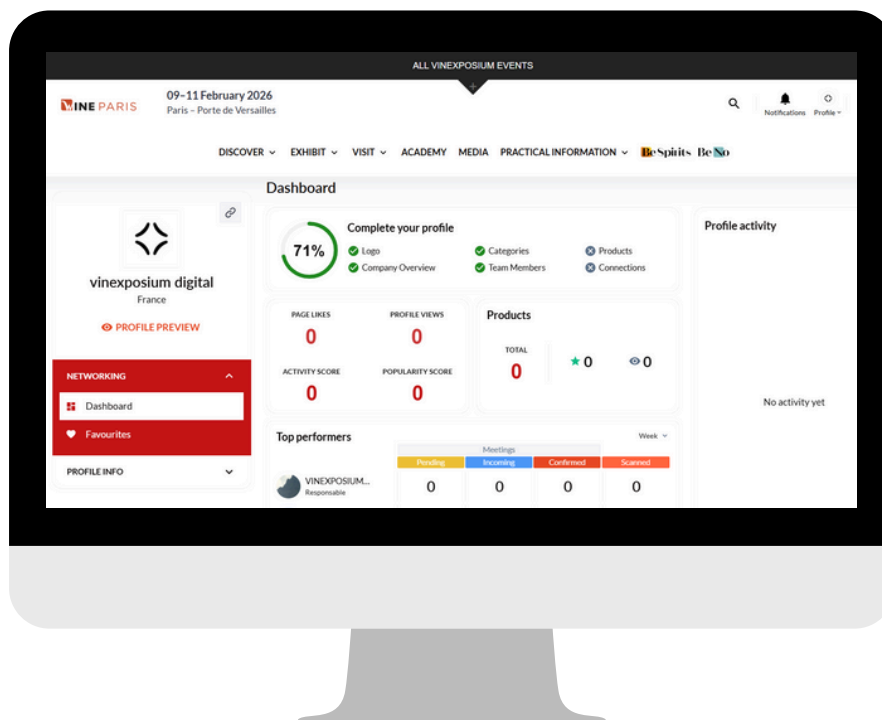 ALL VINEXPOSIUM EVENTS
WINE PARIS
09–11 February 2026
Paris – Porte de Versailles
Notifications
Profile
DISCOVER
EXHIBIT
VISIT
ACADEMY
MEDIA
PRACTICAL INFORMATION
Be Spirits
Be No
vinexposium digital
France
PROFILE PREVIEW
NETWORKING
Dashboard
Favourites
PROFILE INFO
Dashboard
71%
Complete your profile
Logo
Categories
Products
Company Overview
Team Members
Connections
PAGE LIKES
PROFILE VIEWS
0
0
ACTIVITY SCORE
POPULARITY SCORE
0
0
Products
TOTAL
0
0
0
Top performers
Week
Meetings
Pending
Incoming
Confirmed
Scanned
VINEXPOSIUM...
Responsable
0
0
0
0
Profile activity
No activity yet